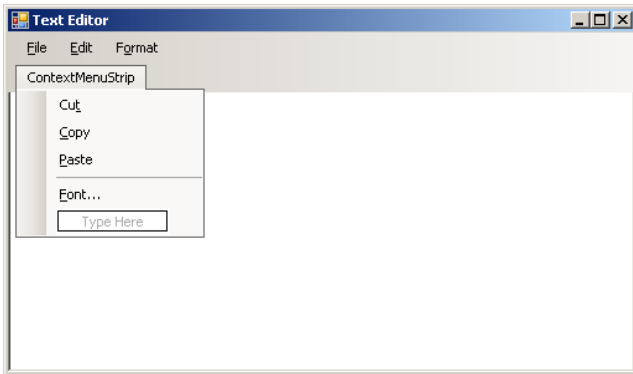 Text Editor
File Edit Format
ContextMenuStrip
Cut
Copy
Paste
Font...
Type Here